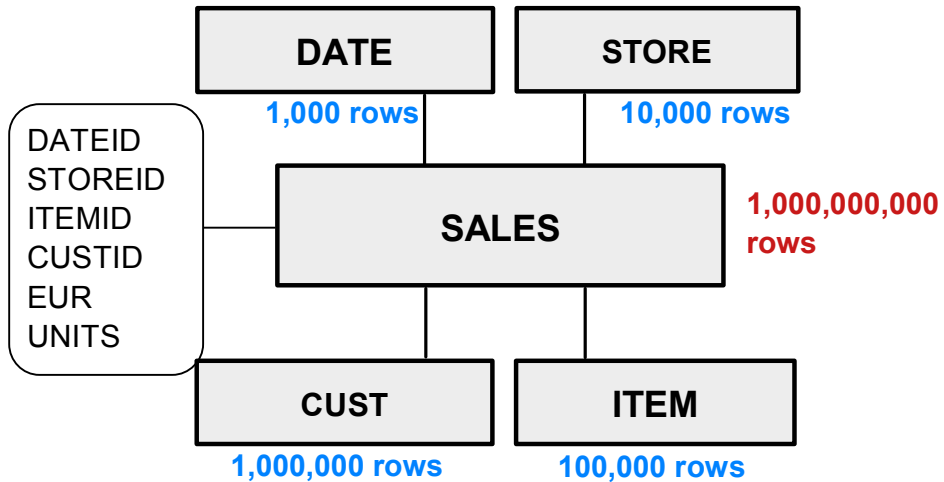 DATE
STORE
1,000 rows
10,000 rows
DATEID
STOREID
ITEMID
CUSTID
EUR
UNITS
SALES
1,000,000,000
rows
CUST
ITEM
1,000,000 rows
100,000 rows